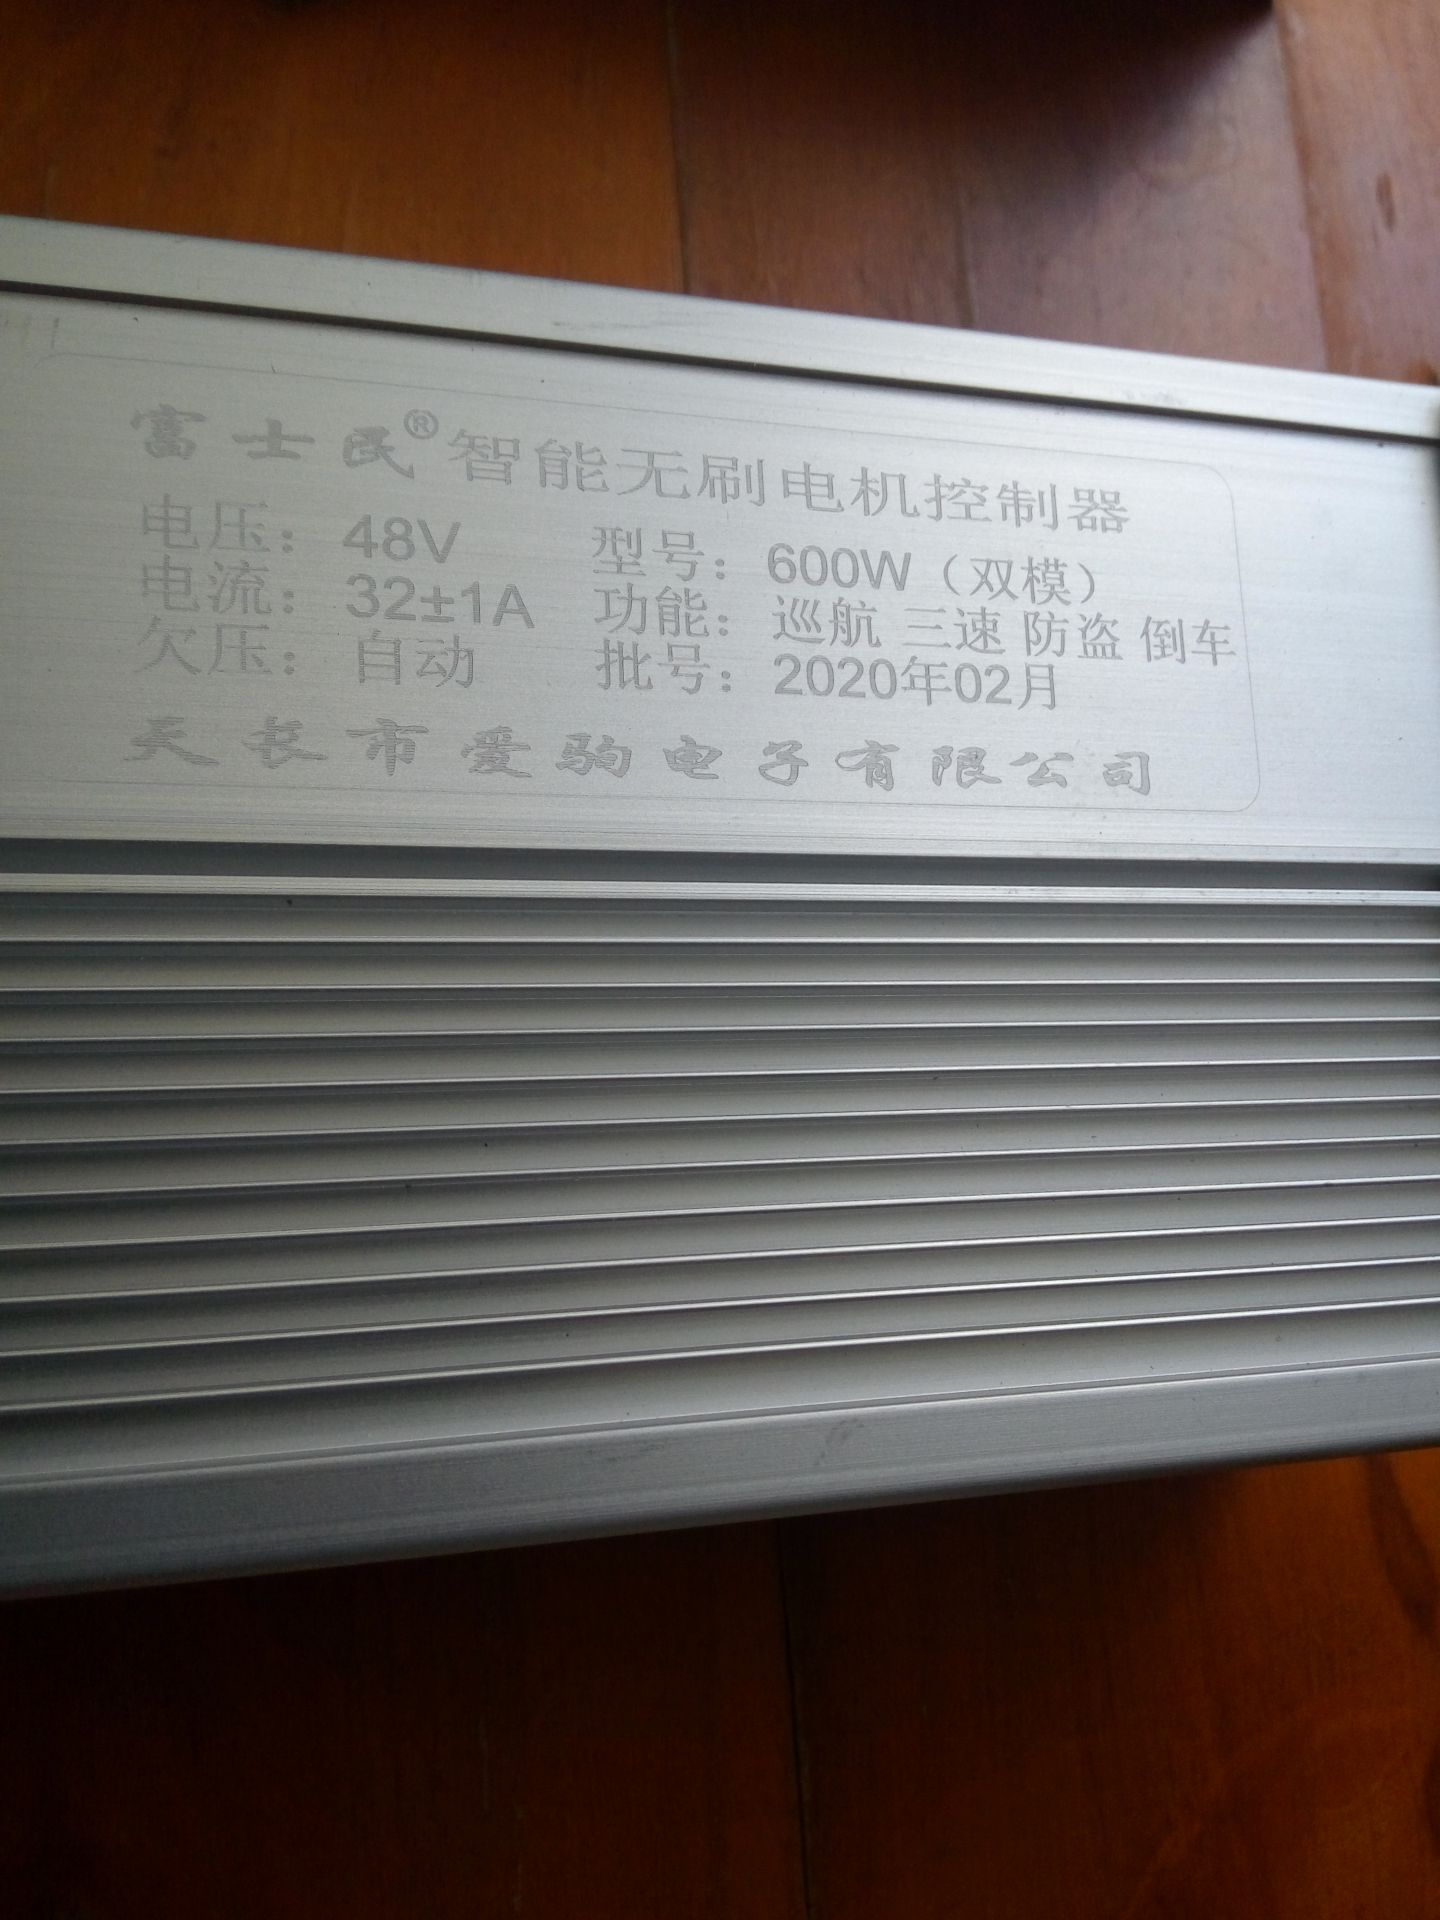 富士民®智能无刷电机控制器
电压：48V 型号：600W（双模）
电流：32±1A 功能：巡航 三速 防盗 倒车
欠压：自动 批号：2020年02月
天长市爱驹电子有限公司